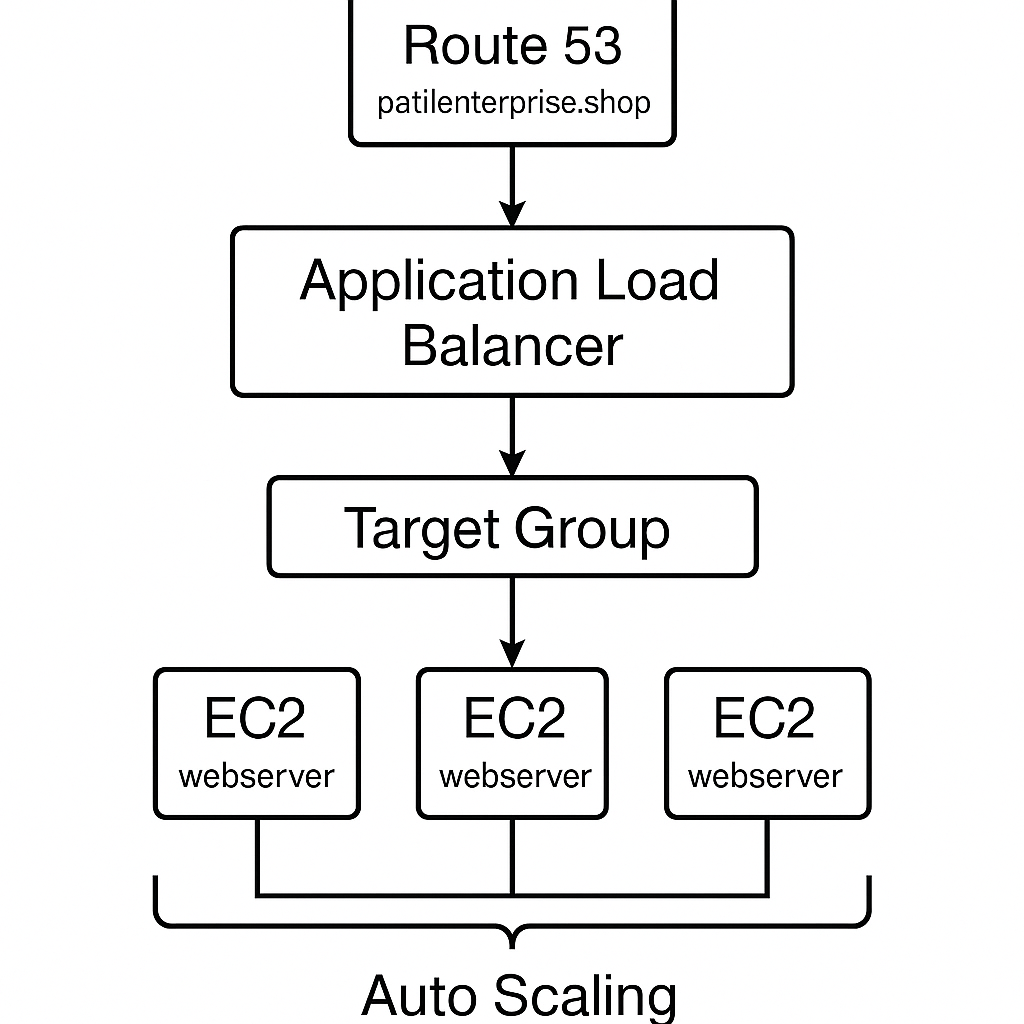 Route 53
patilenterprise.shop
Application Load
Balancer
Target Group
EC2
webserver
EC2
webserver
EC2
webserver
Auto Scaling